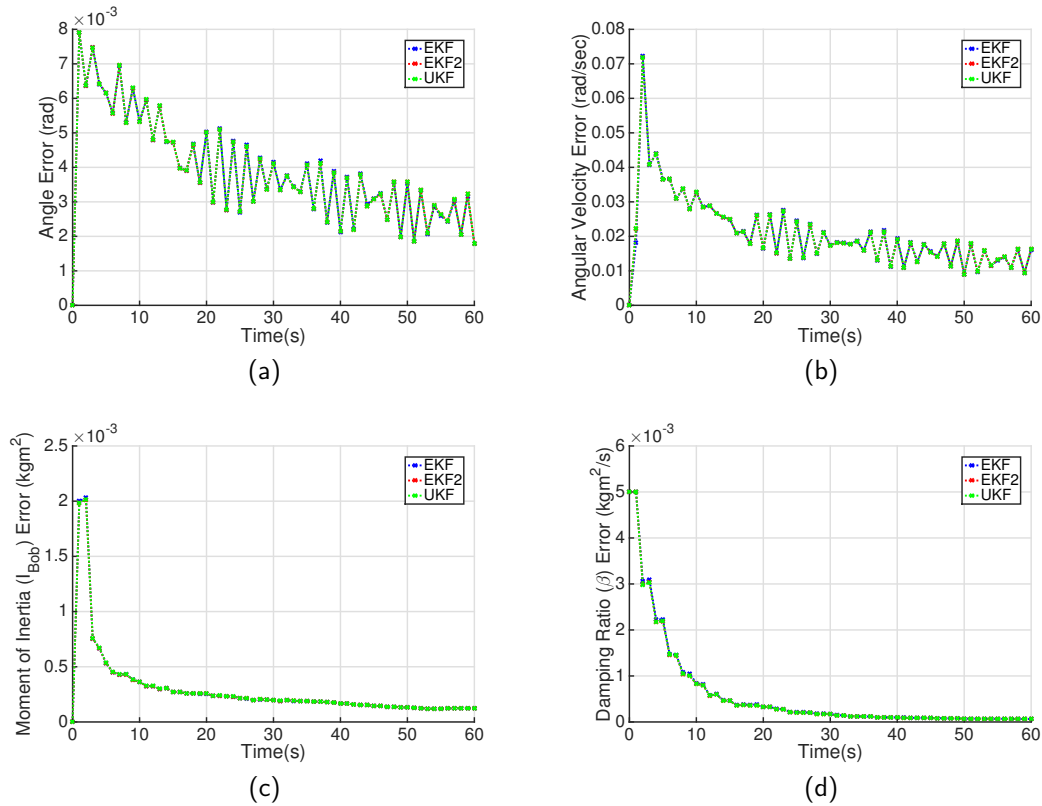 ×10⁻³
8
7
6
5
4
3
2
1
0
Angle Error (rad)
0 10 20 30 40 50 60
Time(s)
EKF
EKF2
UKF
(a)
0.08
0.07
0.06
0.05
0.04
0.03
0.02
0.01
0
Angular Velocity Error (rad/sec)
0 10 20 30 40 50 60
Time(s)
EKF
EKF2
UKF
(b)
×10⁻³
2.5
2
1.5
1
0.5
0
Moment of Inertia (I_Bob) Error (kgm²)
0 10 20 30 40 50 60
Time(s)
EKF
EKF2
UKF
(c)
×10⁻³
6
5
4
3
2
1
0
Damping Ratio (β) Error (kgm²/s)
0 10 20 30 40 50 60
Time(s)
EKF
EKF2
UKF
(d)